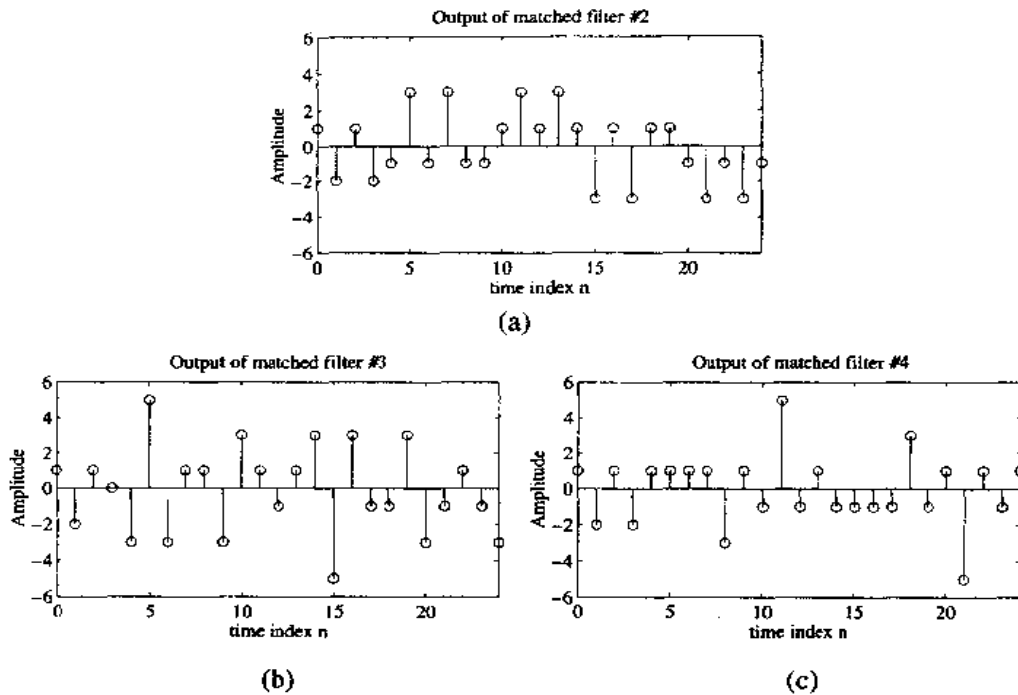 Output of matched filter #2
6
4
2
0
−2
−4
−6
Amplitude
0 5 10 15 20
time index n
(a)
Output of matched filter #3
6
4
2
0
−2
−4
−6
Amplitude
0 5 10 15 20
time index n
(b)
Output of matched filter #4
6
4
2
0
−2
−4
−6
Amplitude
0 5 10 15 20
time index n
(c)